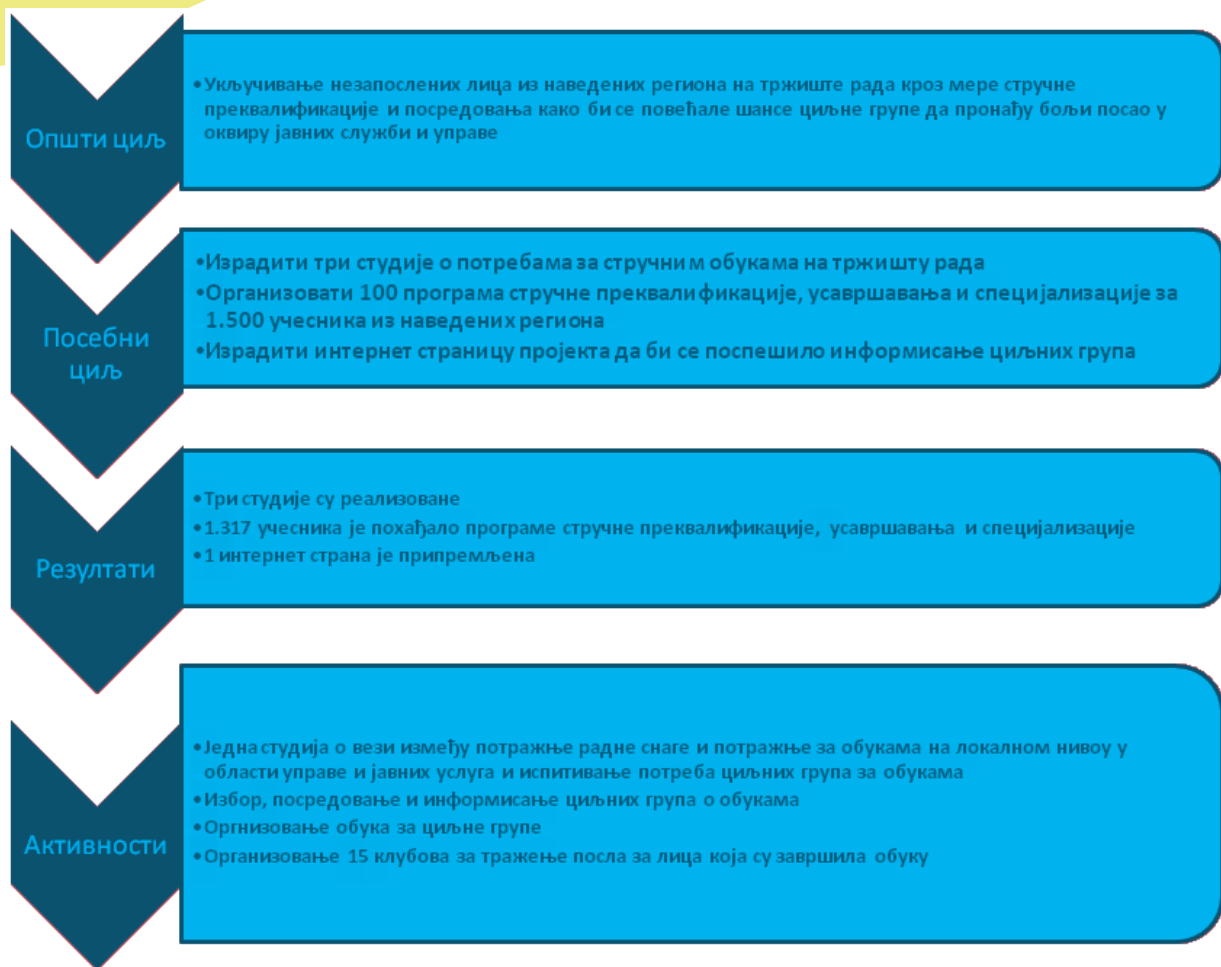 Општи циљ
•Укључивање незапослених лица из наведених региона на тржиште рада кроз мере стручне
преквалификације и посредовања како би се повећале шансе циљне групе да пронађу бољи посао у
оквиру јавних служби и управе
Посебни
циљ
•Израдити три студије о потребама за стручним обукама на тржишту рада
•Организовати 100 програма стручне преквалификације, усавршавања и специјализације за
1.500 учесника из наведених региона
•Израдити интернет страницу пројекта да би се поспешило информисање циљних група
Резултати
•Три студије су реализоване
•1.317 учесника је похађало програме стручне преквалификације, усавршавања и специјализације
•1 интернет страна је припремљена
Активности
•Једна студија о вези између потражње радне снаге и потражње за обукама на локалном нивоу у
области управе и јавних услуга и испитивање потреба циљних група за обукама
•Избор, посредовање и информисање циљних група о обукама
•Оргнизовање обука за циљне групе
•Организовање 15 клубова за тражење посла за лица која су завршила обуку